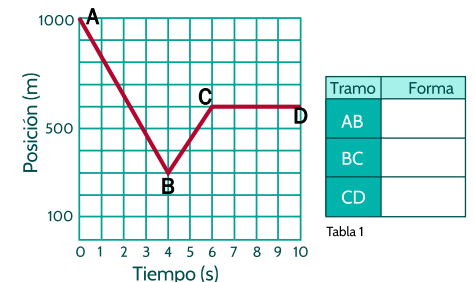 1000
A
Posición (m)
C
500
D
B
100
0 1 2 3 4 5 6 7 8 9 10
Tiempo (s)
Tramo Forma
AB
BC
CD
Tabla 1